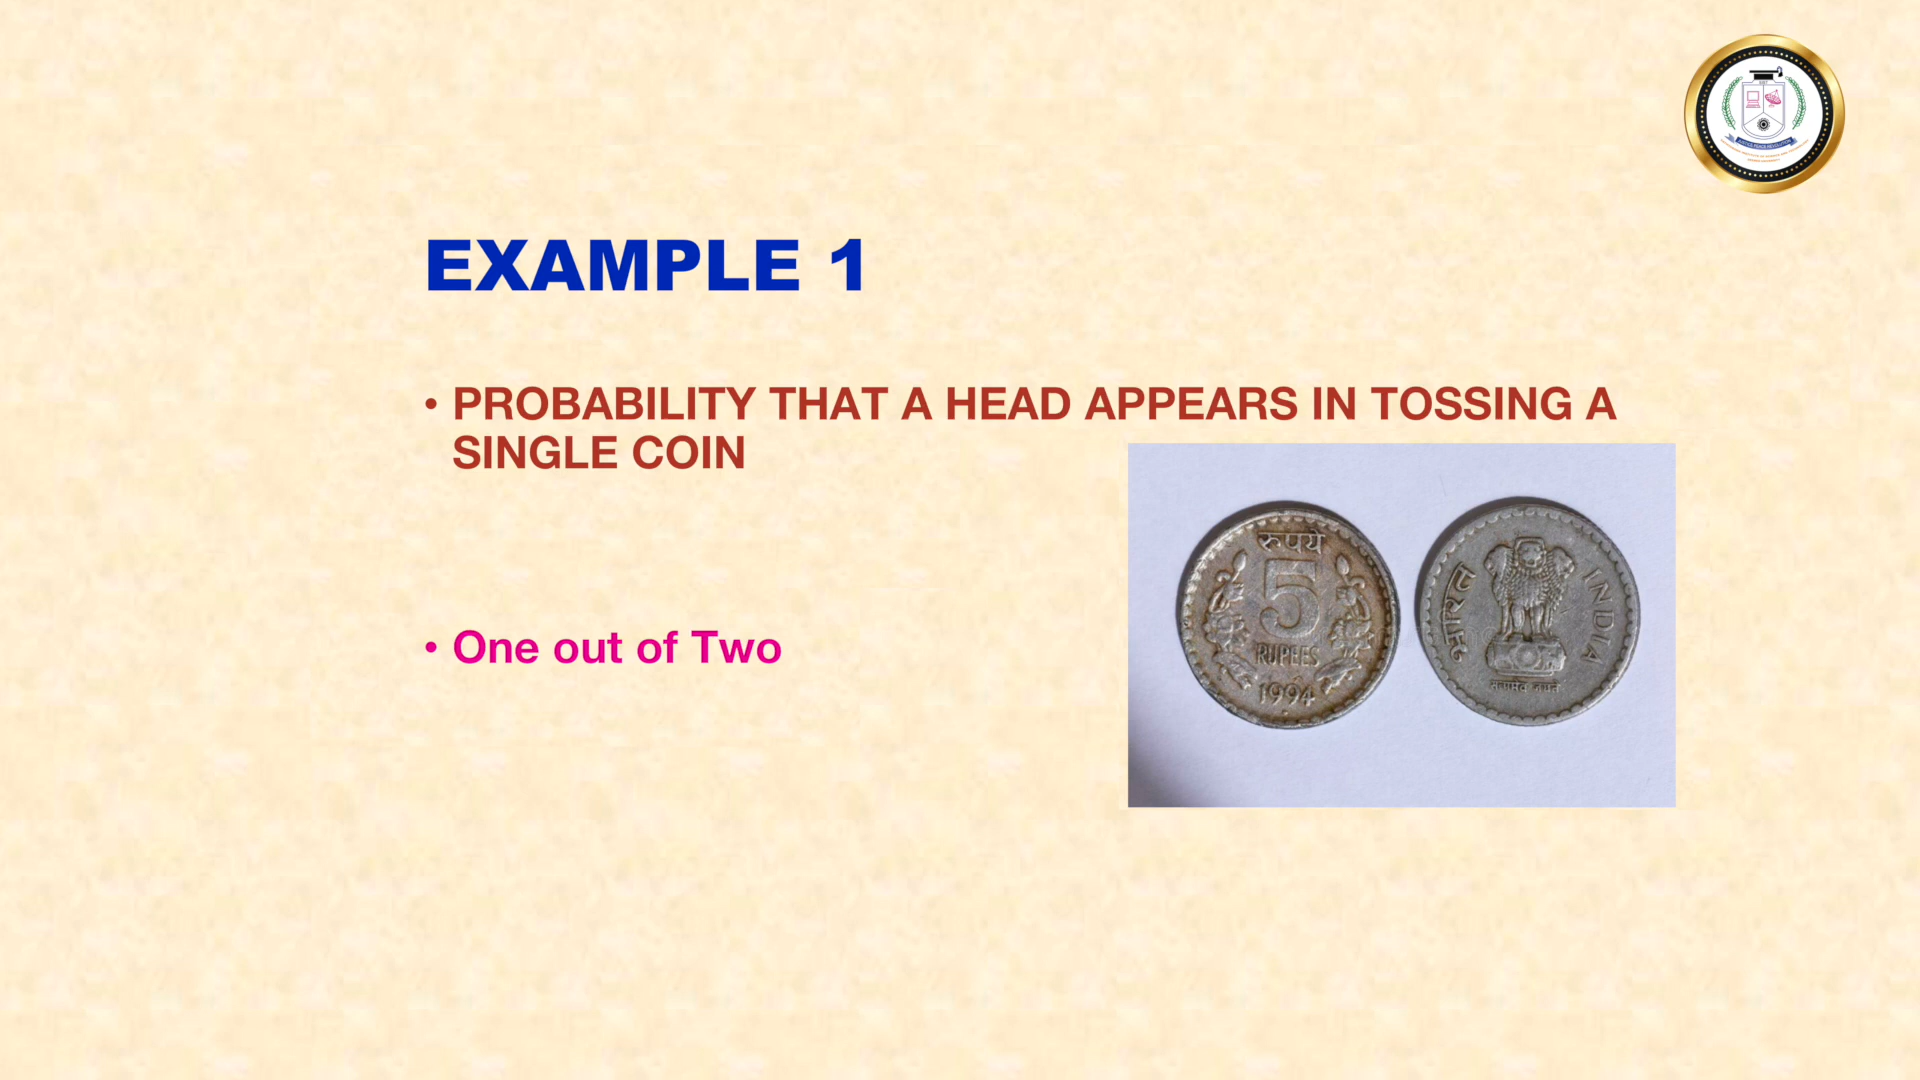 EXAMPLE 1
• PROBABILITY THAT A HEAD APPEARS IN TOSSING A
SINGLE COIN
• One out of Two
रुपये
5
RUPEES
1994
भारत
INDIA
सत्यमेव जयते